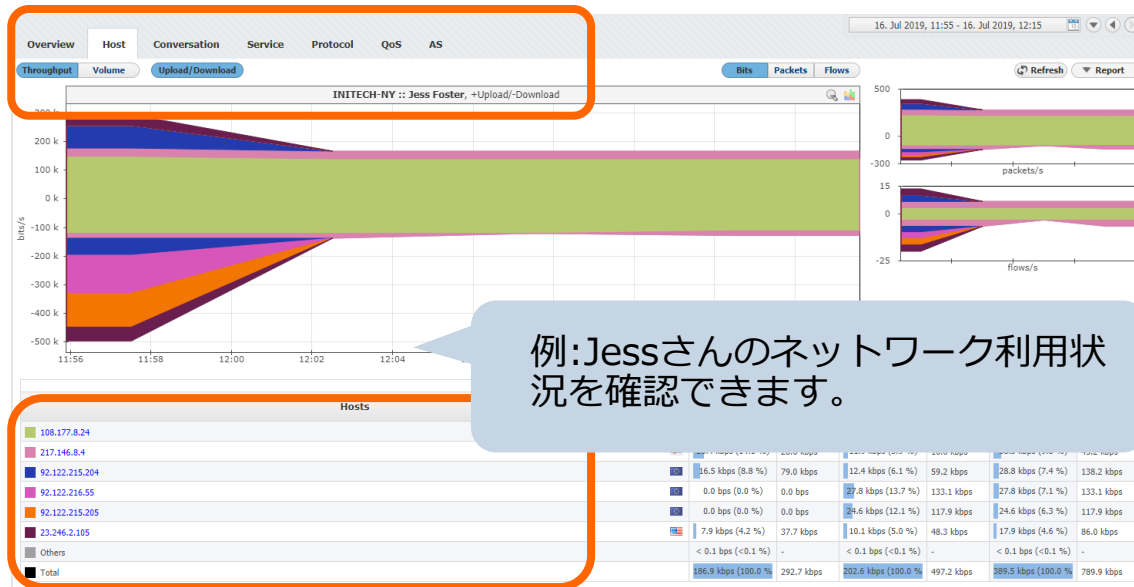 16. Jul 2019, 11:55 - 16. Jul 2019, 12:15
Overview Host Conversation Service Protocol QoS AS
Throughput Volume Upload/Download Bits Packets Flows Refresh Report
INITECH-NY :: Jess Foster, +Upload/-Download
200 k
100 k
0 k
-100 k
-200 k
-300 k
-400 k
-500 k
bits/s
11:56 11:58 12:00 12:02 12:04
500
0
-300
packets/s
15
0
-25
flows/s
例:Jessさんのネットワーク利用状
況を確認できます。
Hosts
108.177.8.24
217.146.8.4
92.122.215.204 16.5 kbps (8.8 %) 79.0 kbps 12.4 kbps (6.1 %) 59.2 kbps 28.8 kbps (7.4 %) 138.2 kbps
92.122.216.55 0.0 bps (0.0 %) 0.0 bps 27.8 kbps (13.7 %) 133.1 kbps 27.8 kbps (7.1 %) 133.1 kbps
92.122.215.205 0.0 bps (0.0 %) 0.0 bps 24.6 kbps (12.1 %) 117.9 kbps 24.6 kbps (6.3 %) 117.9 kbps
23.246.2.105 7.9 kbps (4.2 %) 37.7 kbps 10.1 kbps (5.0 %) 48.3 kbps 17.9 kbps (4.6 %) 86.0 kbps
Others < 0.1 bps (<0.1 %) - < 0.1 bps (<0.1 %) - < 0.1 bps (<0.1 %) -
Total 186.9 kbps (100.0 % 292.7 kbps 202.6 kbps (100.0 % 497.2 kbps 389.5 kbps (100.0 % 789.9 kbps